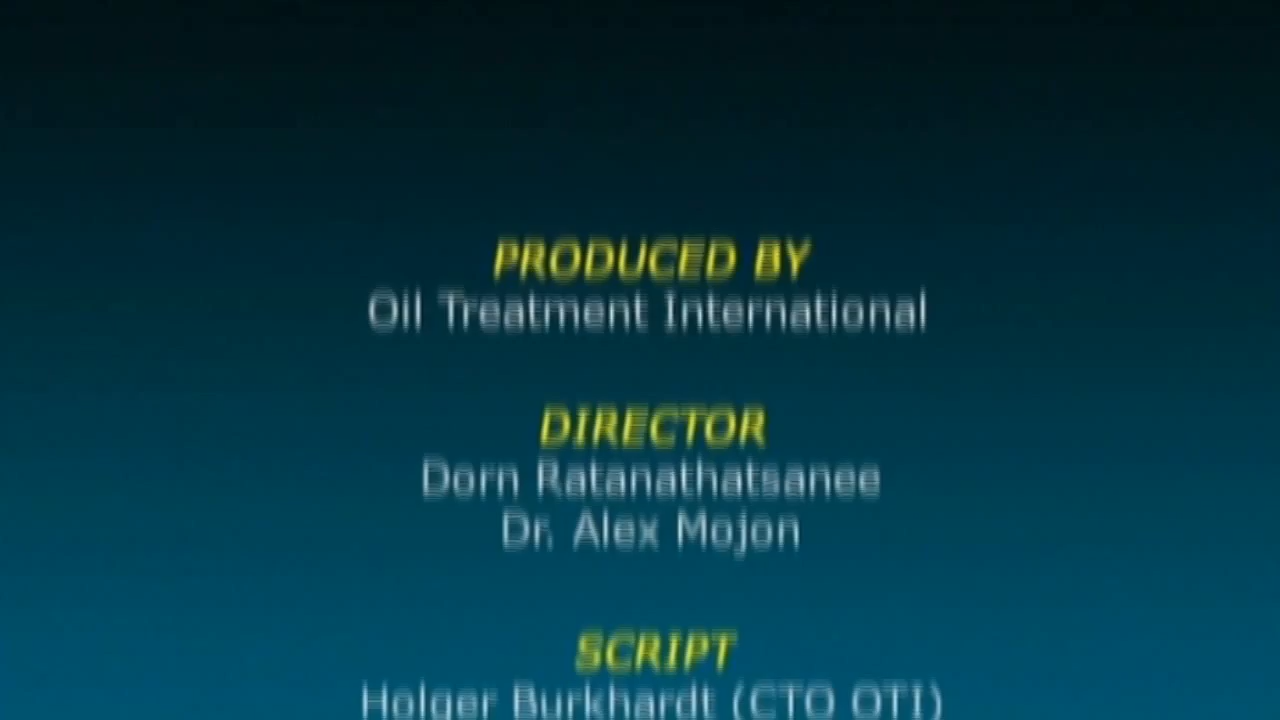 PRODUCED BY
Oil Treatment International
DIRECTOR
Dorn Ratanathatsanee
Dr. Alex Mojon
SCRIPT
Holger Burkhardt (CTO OTI)